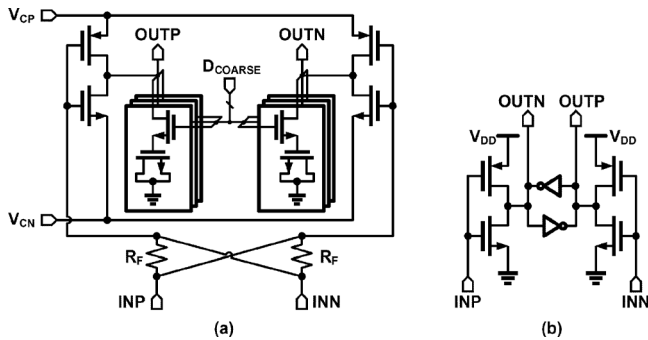 VCP
OUTP
OUTN
DCOARSE
VCN
RF
RF
INP
INN
(a)
OUTN
OUTP
VDD
VDD
INP
INN
(b)